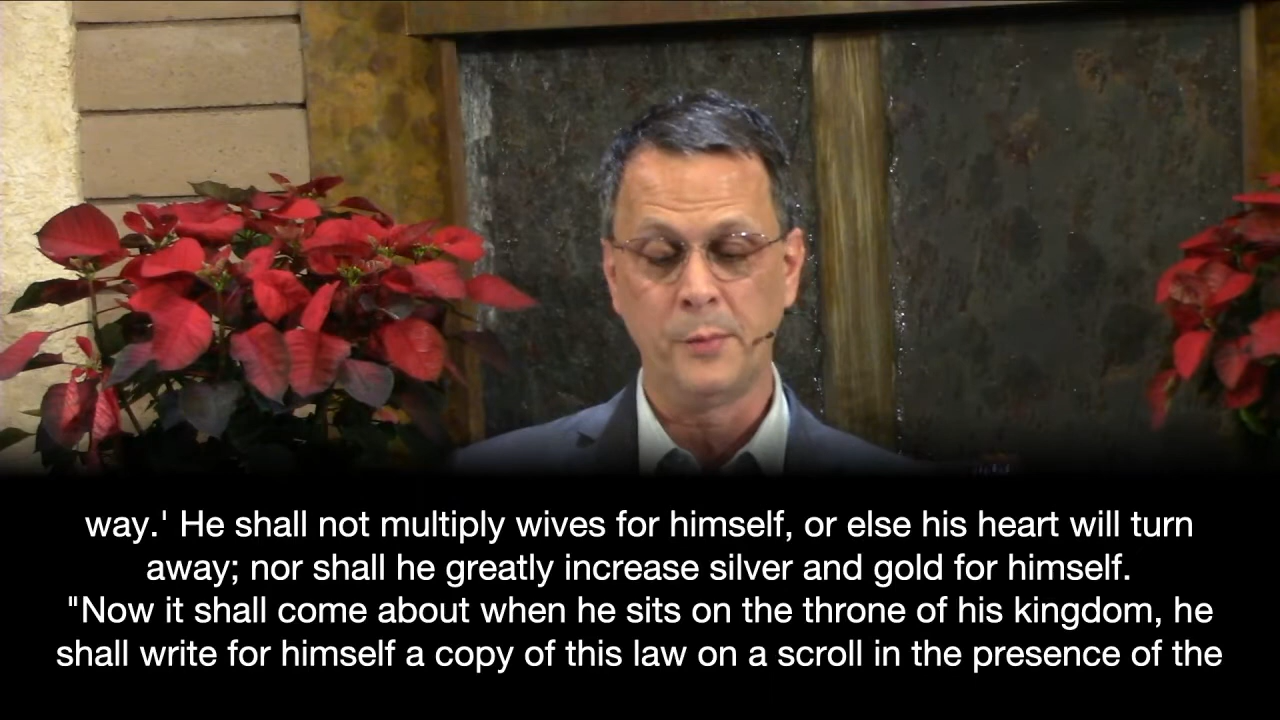 way.' He shall not multiply wives for himself, or else his heart will turn
away; nor shall he greatly increase silver and gold for himself.
"Now it shall come about when he sits on the throne of his kingdom, he
shall write for himself a copy of this law on a scroll in the presence of the